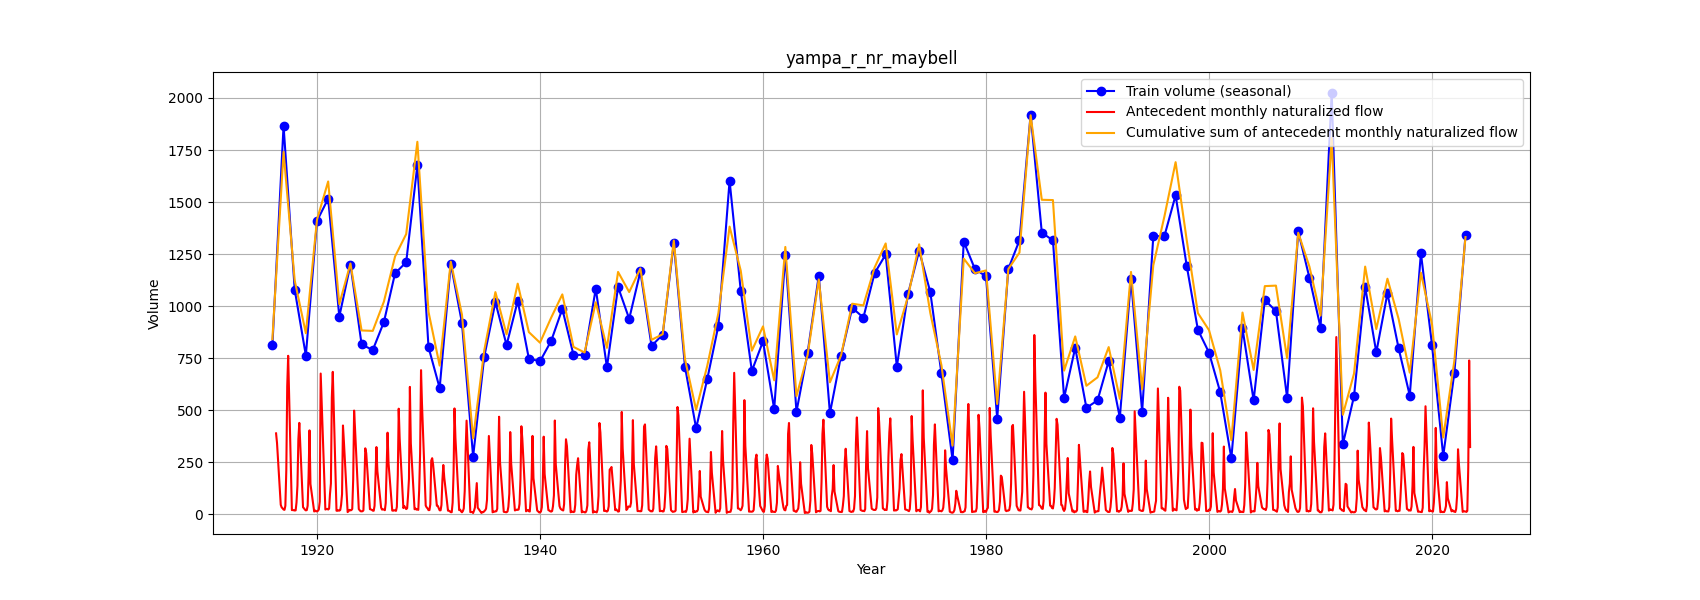 yampa_r_nr_maybell
Train volume (seasonal)
Antecedent monthly naturalized flow
Cumulative sum of antecedent monthly naturalized flow
Volume
2000
1750
1500
1250
1000
750
500
250
0
1920 1940 1960 1980 2000 2020
Year